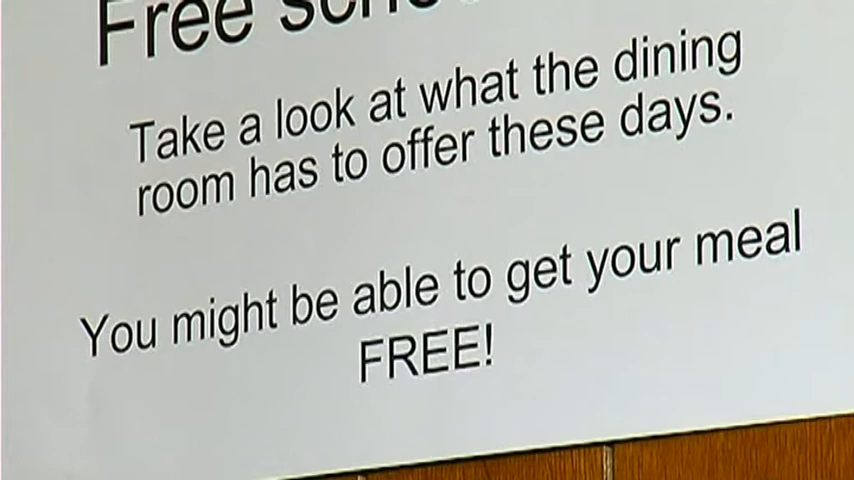 Free
Take a look at what the dining
room has to offer these days.
You might be able to get your meal
FREE!